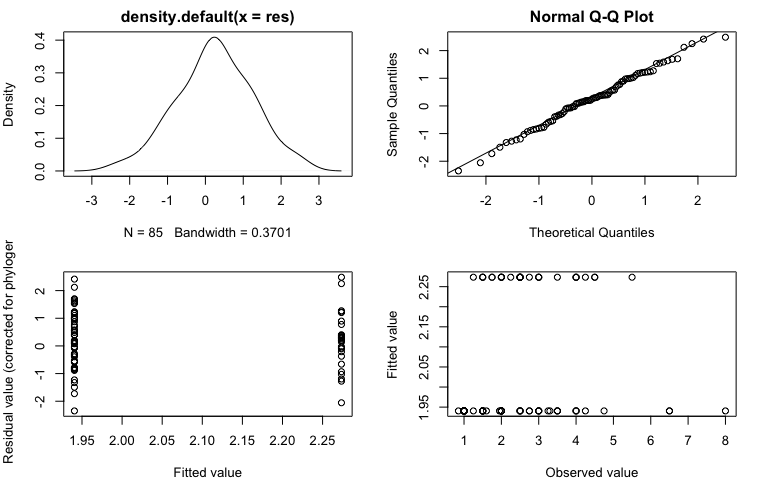 density.default(x = res)
Density
0.0 0.1 0.2 0.3 0.4
-3 -2 -1 0 1 2 3
N = 85 Bandwidth = 0.3701
Normal Q-Q Plot
Sample Quantiles
-2 -1 0 1 2
-2 -1 0 1 2
Theoretical Quantiles
Residual value (corrected for phyloger
-2 -1 0 1 2
1.95 2.00 2.05 2.10 2.15 2.20 2.25
Fitted value
Fitted value
1.95 2.05 2.15 2.25
1 2 3 4 5 6 7 8
Observed value